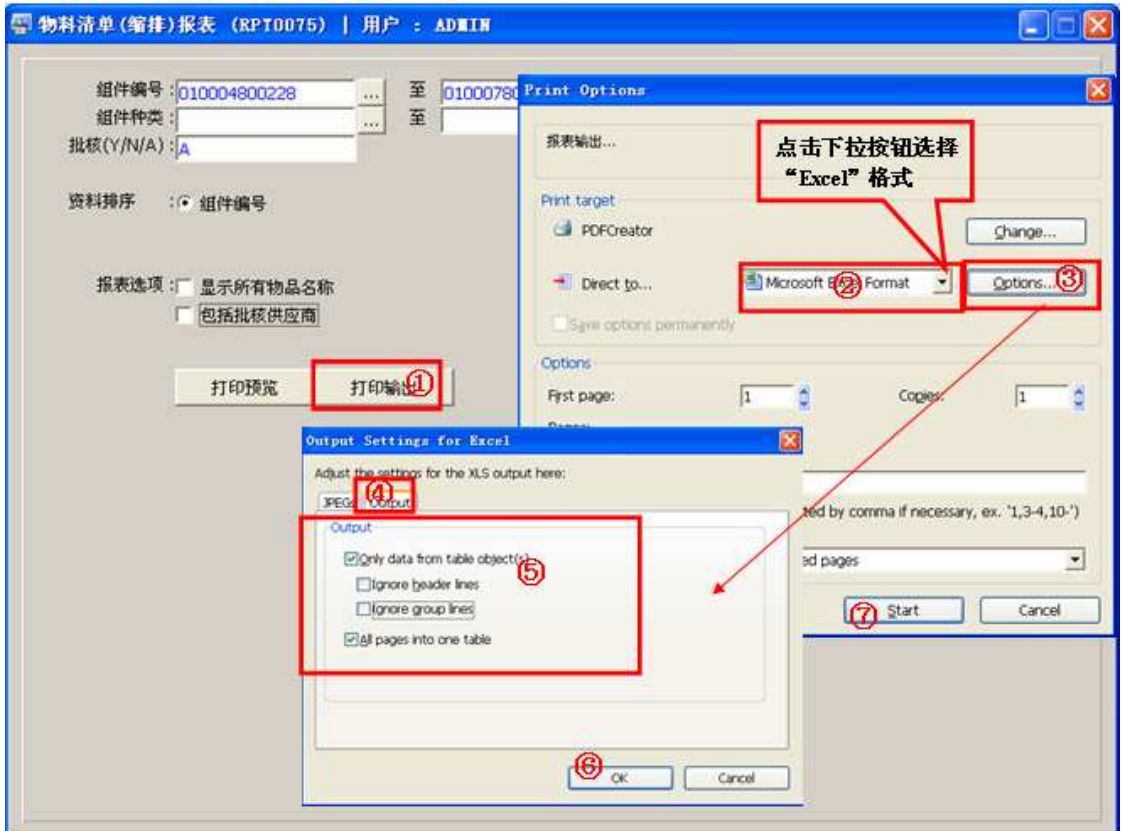 物料清单(缩排)报表 (RPT0075) | 用户 : ADMIN
组件编号 : 010004800228 ... 至 01000780
组件种类 : ... 至
批核(Y/N/A) : A
资料排序 : 组件编号
报表选项 : 显示所有物品名称
包括批核供应商
打印预览 打印输出 ①
Print Options
报表输出...
点击下拉按钮选择
“Excel”格式
Print target
PDFCreator Change...
Direct to... Microsoft Excel Format ② Options... ③
Save options permanently
Options
First page: 1 Copies: 1
Pages:
ted by comma if necessary, ex. '1,3-4,10-')
ed pages
⑦ Start Cancel
Output Settings for Excel
Adjust the settings for the XLS output here:
JPEGs ④ Output
Output
Only data from table object(s) ⑤
Ignore header lines
Ignore group lines
All pages into one table
⑥ OK Cancel